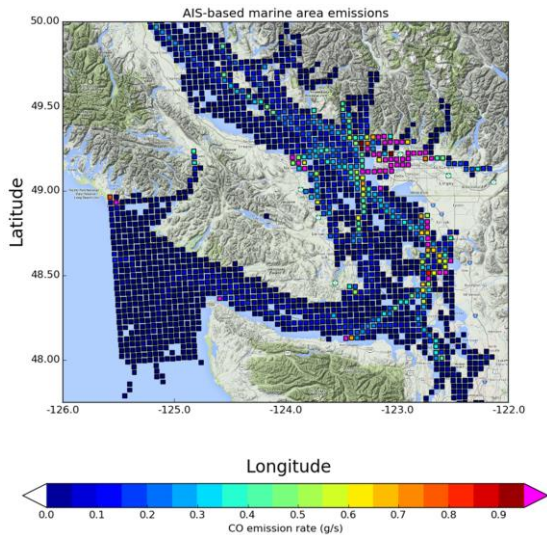 AIS-based marine area emissions
50.00
49.50
49.00
48.50
48.00
Latitude
-126.0 -125.0 -124.0 -123.0 -122.0
Longitude
0.0 0.1 0.2 0.3 0.4 0.5 0.6 0.7 0.8 0.9
CO emission rate (g/s)